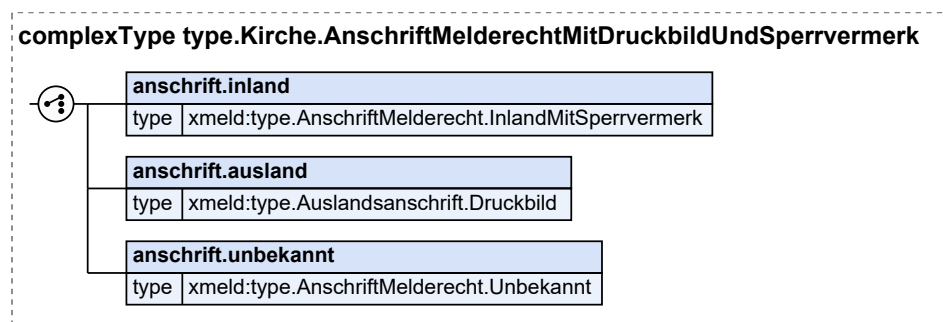 complexType type.Kirche.AnschriftMelderechtMitDruckbildUndSperrvermerk
anschrift.inland
type xmeld:type.AnschriftMelderecht.InlandMitSperrvermerk
anschrift.ausland
type xmeld:type.Auslandsanschrift.Druckbild
anschrift.unbekannt
type xmeld:type.AnschriftMelderecht.Unbekannt